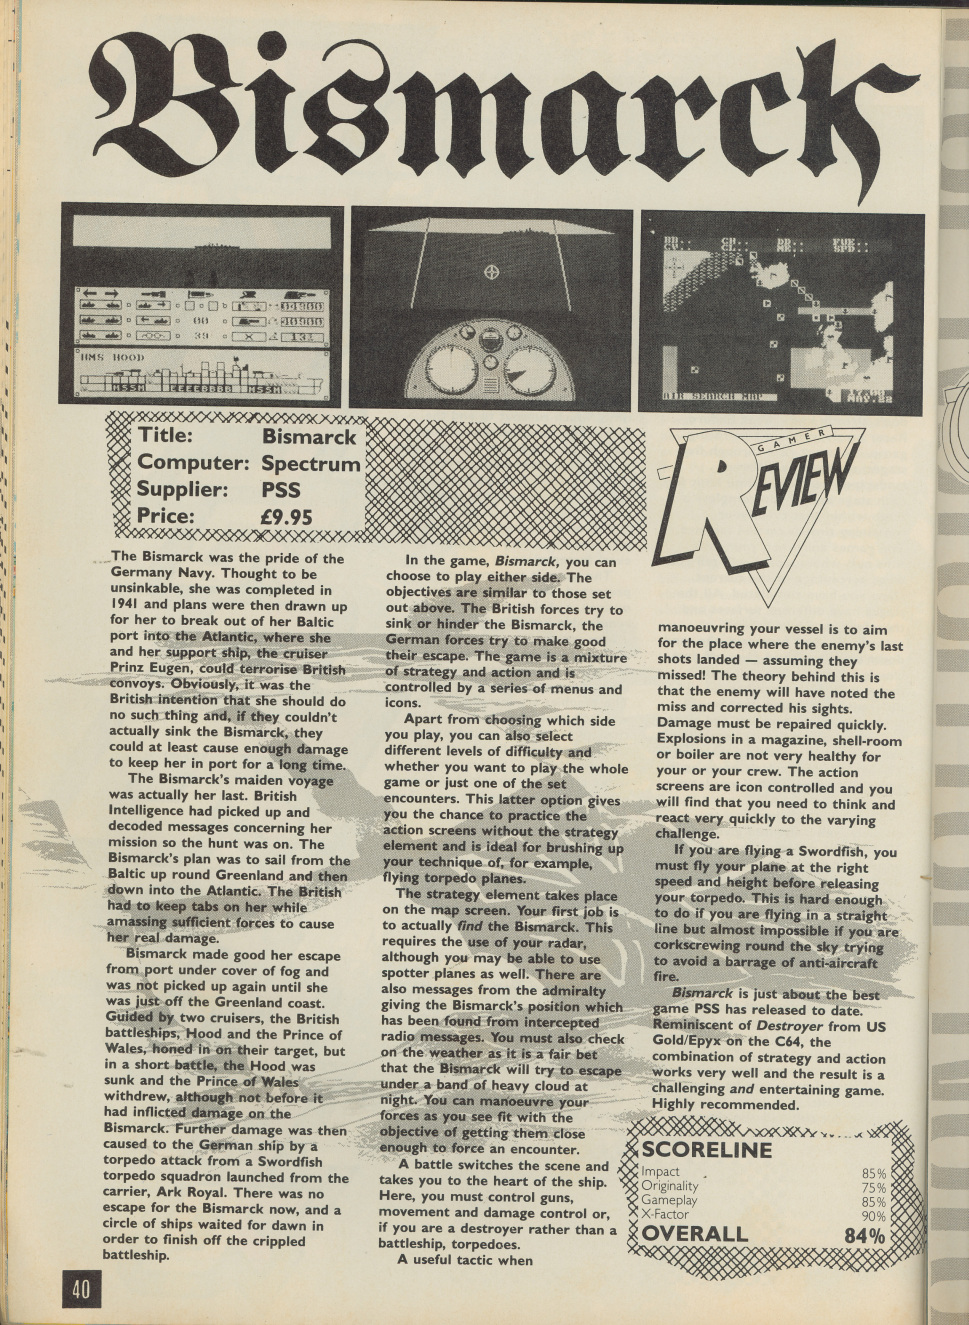 Bismarck
HMS HOOD
AIR SEARCH MAP
Title: Bismarck
Computer: Spectrum
Supplier: PSS
Price: £9.95
GAMER
REVIEW
The Bismarck was the pride of the
Germany Navy. Thought to be
unsinkable, she was completed in
1941 and plans were then drawn up
for her to break out of her Baltic
port into the Atlantic, where she
and her support ship, the cruiser
Prinz Eugen, could terrorise British
convoys. Obviously, it was the
British intention that she should do
no such thing and, if they couldn't
actually sink the Bismarck, they
could at least cause enough damage
to keep her in port for a long time.
The Bismarck's maiden voyage
was actually her last. British
Intelligence had picked up and
decoded messages concerning her
mission so the hunt was on. The
Bismarck's plan was to sail from the
Baltic up round Greenland and then
down into the Atlantic. The British
had to keep tabs on her while
amassing sufficient forces to cause
her real damage.
Bismarck made good her escape
from port under cover of fog and
was not picked up again until she
was just off the Greenland coast.
Guided by two cruisers, the British
battleships, Hood and the Prince of
Wales, honed in on their target, but
in a short battle, the Hood was
sunk and the Prince of Wales
withdrew, although not before it
had inflicted damage on the
Bismarck. Further damage was then
caused to the German ship by a
torpedo attack from a Swordfish
torpedo squadron launched from the
carrier, Ark Royal. There was no
escape for the Bismarck now, and a
circle of ships waited for dawn in
order to finish off the crippled
battleship.
In the game, Bismarck, you can
choose to play either side. The
objectives are similar to those set
out above. The British forces try to
sink or hinder the Bismarck, the
German forces try to make good
their escape. The game is a mixture
of strategy and action and is
controlled by a series of menus and
icons.
Apart from choosing which side
you play, you can also select
different levels of difficulty and
whether you want to play the whole
game or just one of the set
encounters. This latter option gives
you the chance to practice the
action screens without the strategy
element and is ideal for brushing up
your technique of, for example,
flying torpedo planes.
The strategy element takes place
on the map screen. Your first job is
to actually find the Bismarck. This
requires the use of your radar,
although you may be able to use
spotter planes as well. There are
also messages from the admiralty
giving the Bismarck's position which
has been found from intercepted
radio messages. You must also check
on the weather as it is a fair bet
that the Bismarck will try to escape
under a band of heavy cloud at
night. You can manoeuvre your
forces as you see fit with the
objective of getting them close
enough to force an encounter.
A battle switches the scene and
takes you to the heart of the ship.
Here, you must control guns,
movement and damage control or,
if you are a destroyer rather than a
battleship, torpedoes.
A useful tactic when
manoeuvring your vessel is to aim
for the place where the enemy's last
shots landed — assuming they
missed! The theory behind this is
that the enemy will have noted the
miss and corrected his sights.
Damage must be repaired quickly.
Explosions in a magazine, shell-room
or boiler are not very healthy for
your or your crew. The action
screens are icon controlled and you
will find that you need to think and
react very quickly to the varying
challenge.
If you are flying a Swordfish, you
must fly your plane at the right
speed and height before releasing
your torpedo. This is hard enough
to do if you are flying in a straight
line but almost impossible if you are
corkscrewing round the sky trying
to avoid a barrage of anti-aircraft
fire.
Bismarck is just about the best
game PSS has released to date.
Reminiscent of Destroyer from US
Gold/Epyx on the C64, the
combination of strategy and action
works very well and the result is a
challenging and entertaining game.
Highly recommended.
SCORELINE
Impact 85%
Originality 75%
Gameplay 85%
X-Factor 90%
OVERALL 84%
40